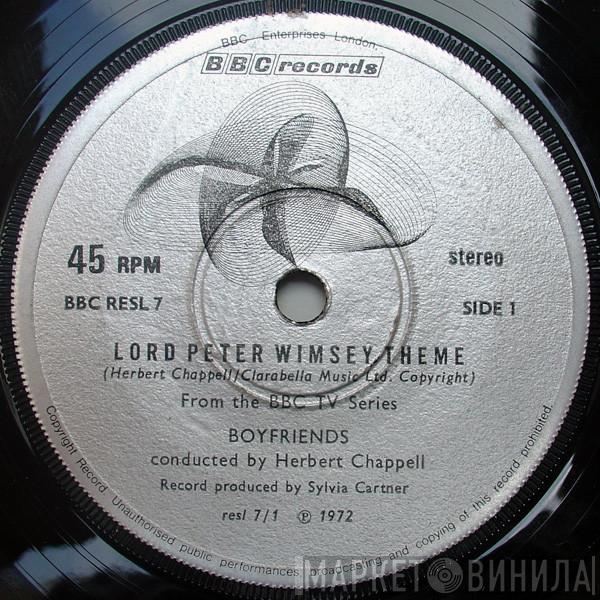 BBC Enterprises London.
BBC records
45 RPM
stereo
BBC RESL 7
SIDE 1
LORD PETER WIMSEY THEME
(Herbert Chappell/Clarabella Music Ltd. Copyright)
From the BBC TV Series
BOYFRIENDS
conducted by Herbert Chappell
Record produced by Sylvia Cartner
resl 7/1 ℗ 1972
Copyright Record. Unauthorised public performances broadcasting and copying of this record prohibited.
МАРКЕТ ВИНИЛА